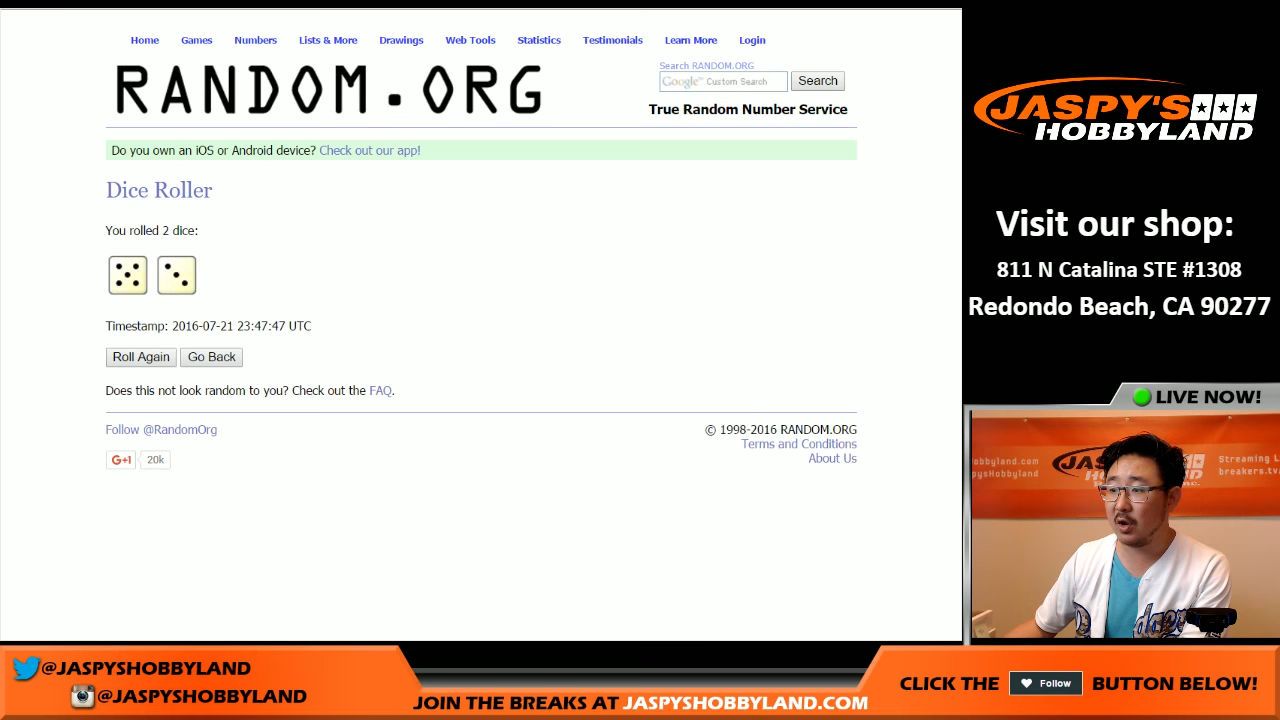 Home Games Numbers Lists & More Drawings Web Tools Statistics Testimonials Learn More Login
RANDOM.ORG
Search RANDOM.ORG
Google™ Custom Search Search
True Random Number Service
Do you own an iOS or Android device? Check out our app!
Dice Roller
You rolled 2 dice:
Timestamp: 2016-07-21 23:47:47 UTC
Roll Again Go Back
Does this not look random to you? Check out the FAQ.
Follow @RandomOrg
G+1 20k
© 1998-2016 RANDOM.ORG
Terms and Conditions
About Us
JASPY'S
HOBBYLAND
Visit our shop:
811 N Catalina STE #1308
Redondo Beach, CA 90277
LIVE NOW!
@JASPYSHOBBYLAND
@JASPYSHOBBYLAND
JOIN THE BREAKS AT JASPYSHOBBYLAND.COM
CLICK THE Follow BUTTON BELOW!